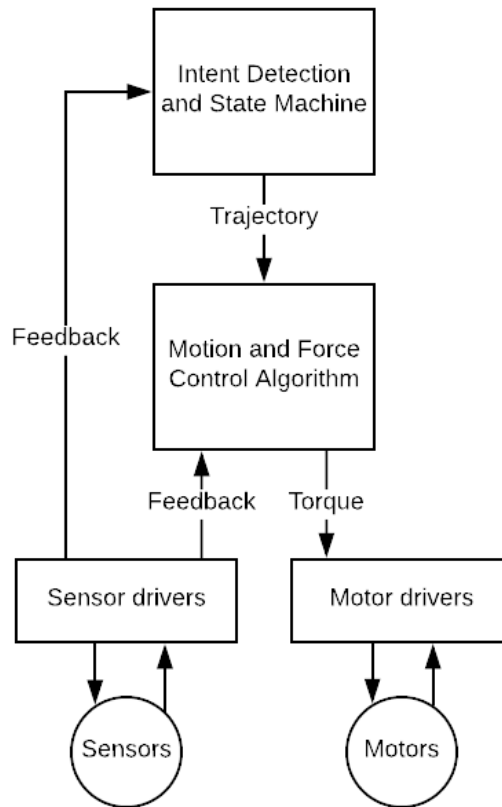 Intent Detection
and State Machine
Trajectory
Feedback
Motion and Force
Control Algorithm
Feedback
Torque
Sensor drivers
Motor drivers
Sensors
Motors